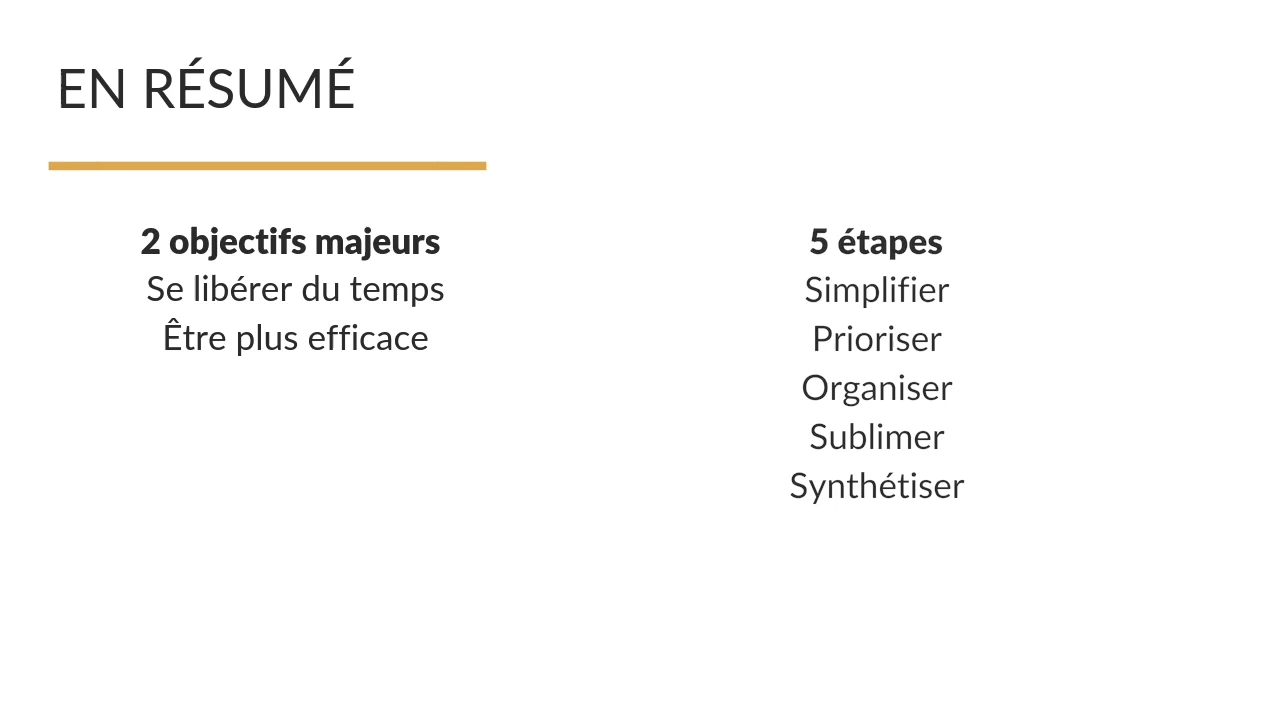 EN RÉSUMÉ
2 objectifs majeurs
Se libérer du temps
Être plus efficace
5 étapes
Simplifier
Prioriser
Organiser
Sublimer
Synthétiser